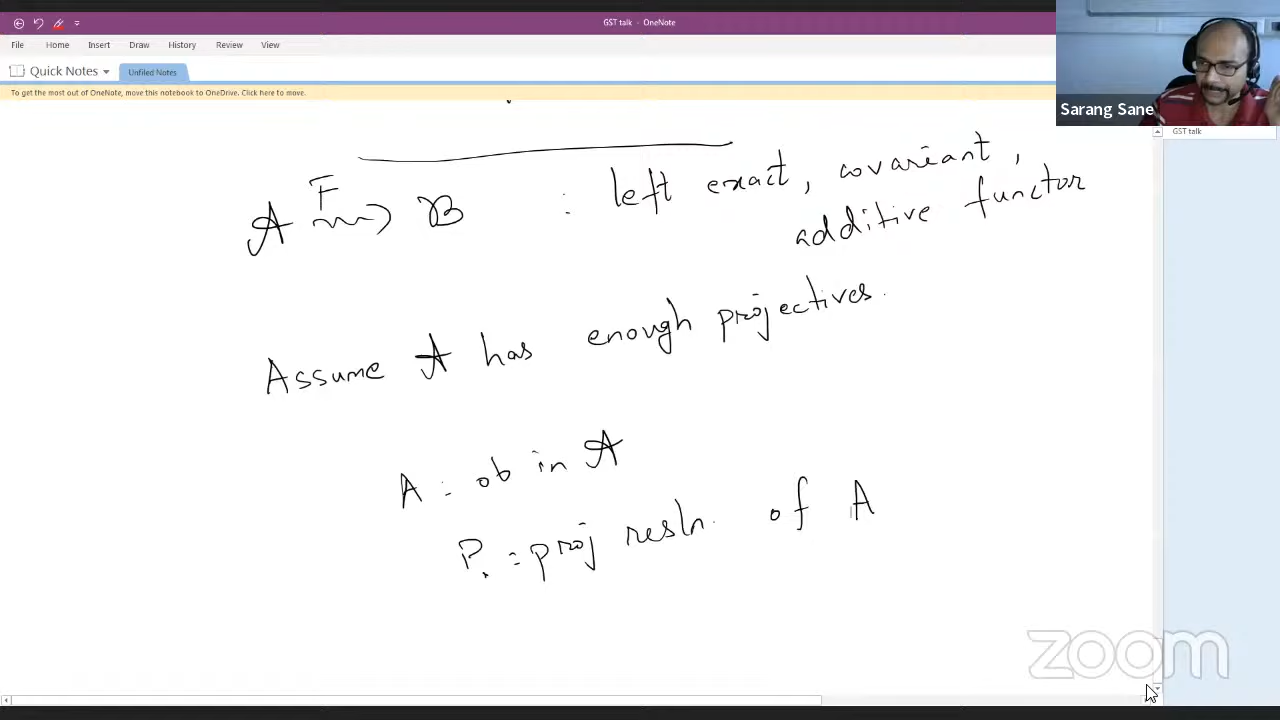 GST talk - OneNote
File Home Insert Draw History Review View
Quick Notes Unfiled Notes
To get the most out of OneNote, move this notebook to OneDrive. Click here to move.
Sarang Sane
GST talk
A F B : left exact, covariant,
additive functor
Assume A has enough projectives.
A : ob in A
P. : proj resln. of A
zoom